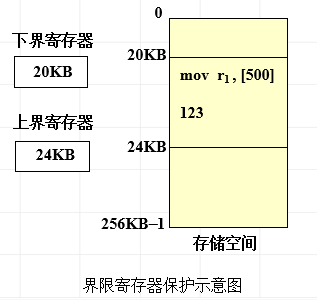 0
下界寄存器
20KB
20KB
mov r₁,[500]
123
上界寄存器
24KB
24KB
256KB–1
存储空间
界限寄存器保护示意图